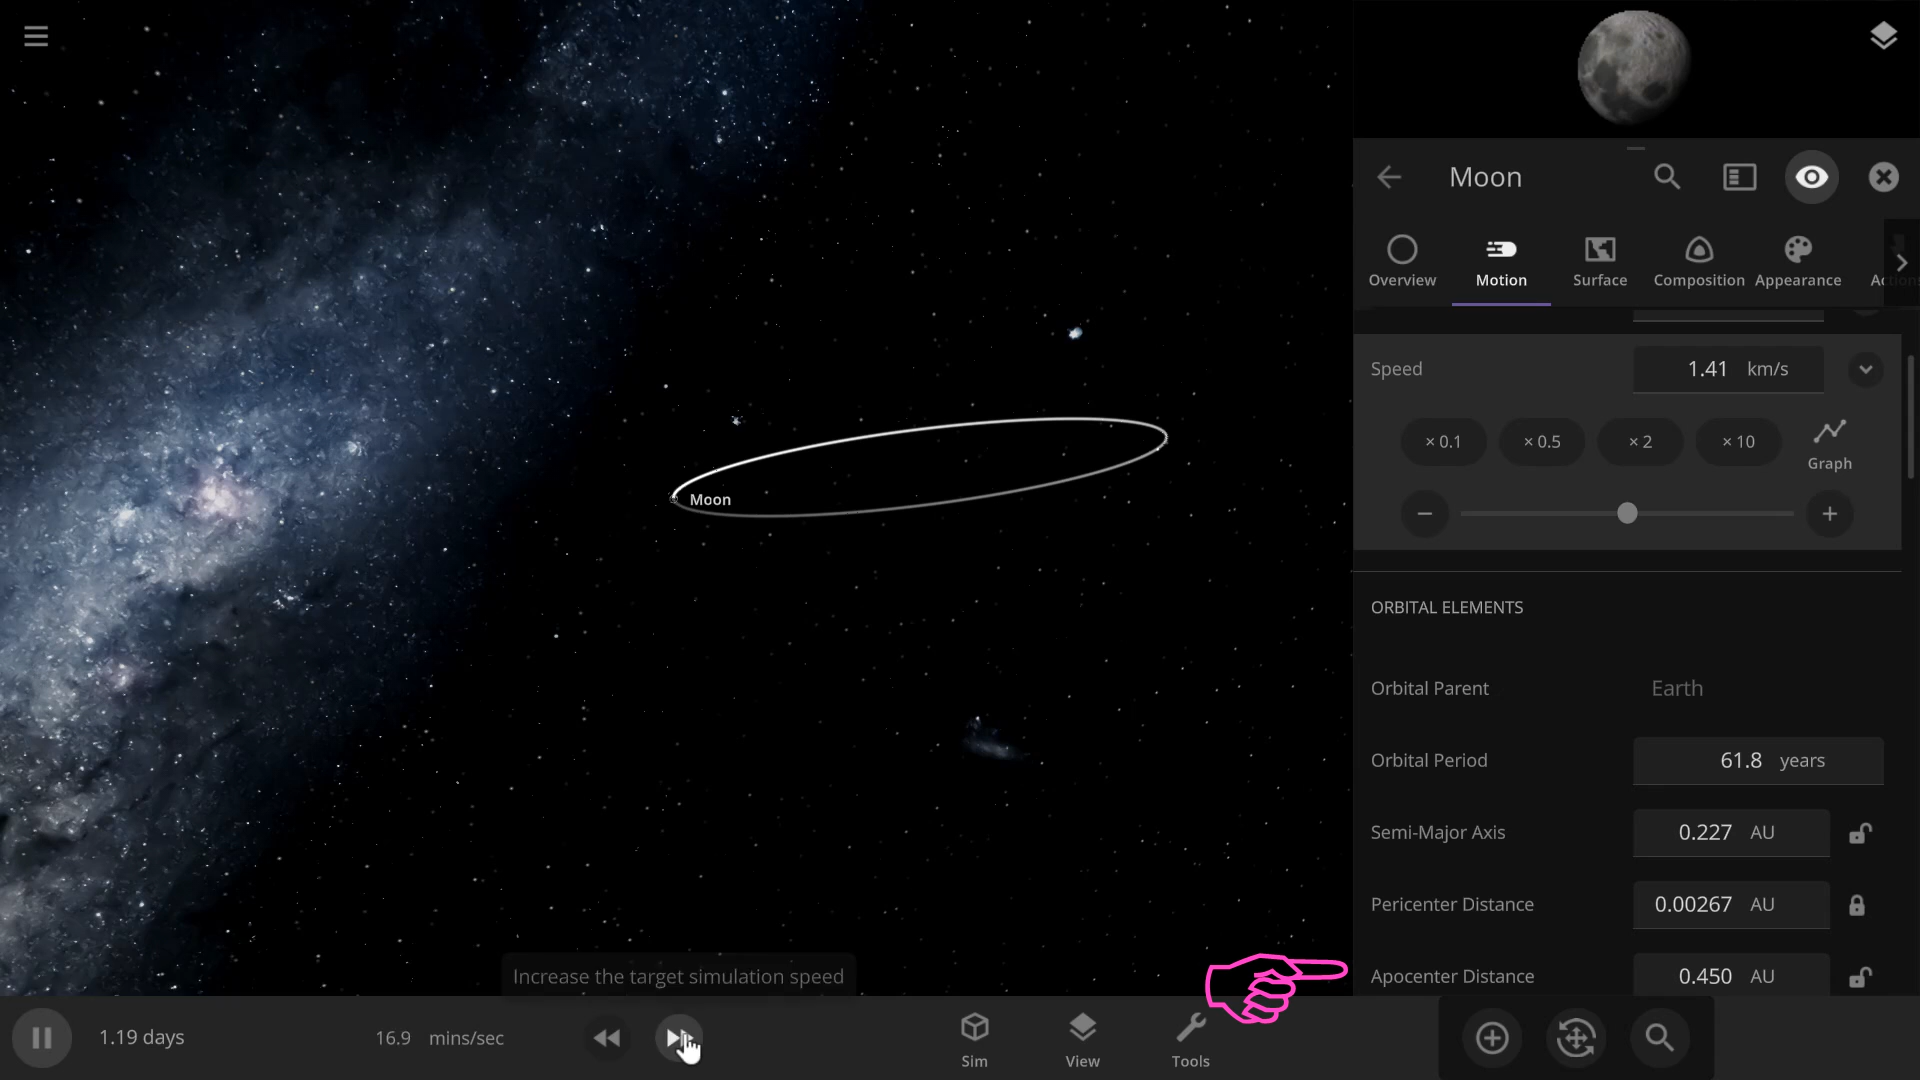 Moon
Overview
Motion
Surface
Composition
Appearance
Actions
Speed
1.41 km/s
× 0.1
× 0.5
× 2
× 10
Graph
Moon
ORBITAL ELEMENTS
Orbital Parent
Earth
Orbital Period
61.8 years
Semi-Major Axis
0.227 AU
Pericenter Distance
0.00267 AU
Apocenter Distance
0.450 AU
Increase the target simulation speed
1.19 days
16.9 mins/sec
Sim
View
Tools